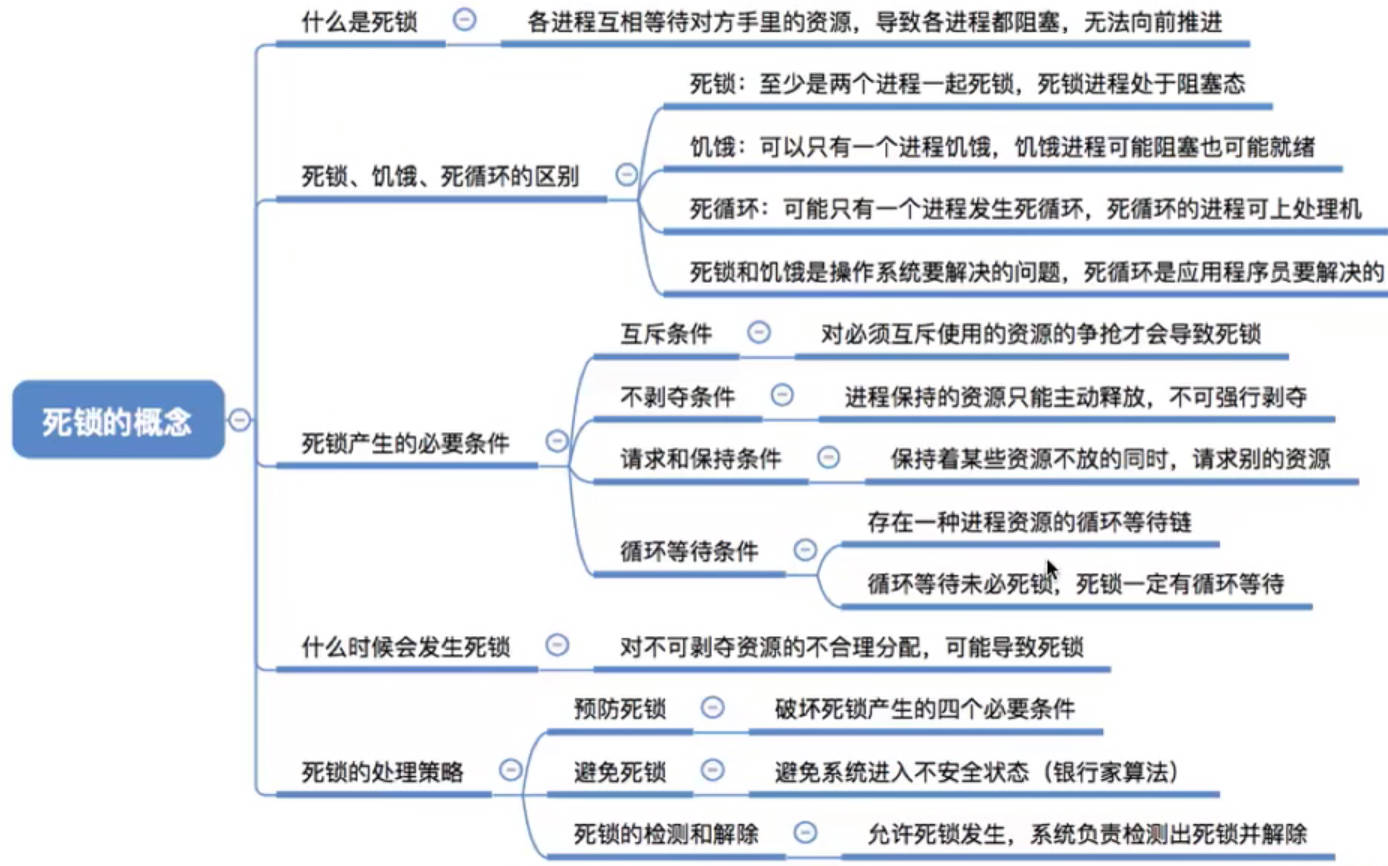 什么是死锁
各进程互相等待对方手里的资源，导致各进程都阻塞，无法向前推进
死锁、饥饿、死循环的区别
死锁：至少是两个进程一起死锁，死锁进程处于阻塞态
饥饿：可以只有一个进程饥饿，饥饿进程可能阻塞也可能就绪
死循环：可能只有一个进程发生死循环，死循环的进程可上处理机
死锁和饥饿是操作系统要解决的问题，死循环是应用程序员要解决的
死锁的概念
死锁产生的必要条件
互斥条件
对必须互斥使用的资源的争抢才会导致死锁
不剥夺条件
进程保持的资源只能主动释放，不可强行剥夺
请求和保持条件
保持着某些资源不放的同时，请求别的资源
循环等待条件
存在一种进程资源的循环等待链
循环等待未必死锁，死锁一定有循环等待
什么时候会发生死锁
对不可剥夺资源的不合理分配，可能导致死锁
死锁的处理策略
预防死锁
破坏死锁产生的四个必要条件
避免死锁
避免系统进入不安全状态（银行家算法）
死锁的检测和解除
允许死锁发生，系统负责检测出死锁并解除